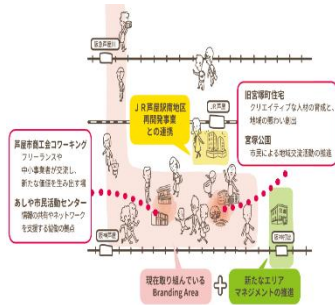 阪急芦屋川
JR芦屋駅南地区
再開発事業
との連携
JR芦屋
旧宮塚町住宅
クリエイティブな人材の育成と、
地域の賑わい創出
宮塚公園
市民による地域交流活動の推進
芦屋市商工会コワーキング
フリーランスや
中小事業者が交流し、
新たな価値を生み出す場
あしや市民活動センター
情報の共有やネットワーク
を支援する協働の拠点
阪神芦屋
阪神打出
現在取り組んでいる
Branding Area
新たなエリア
マネジメントの推進